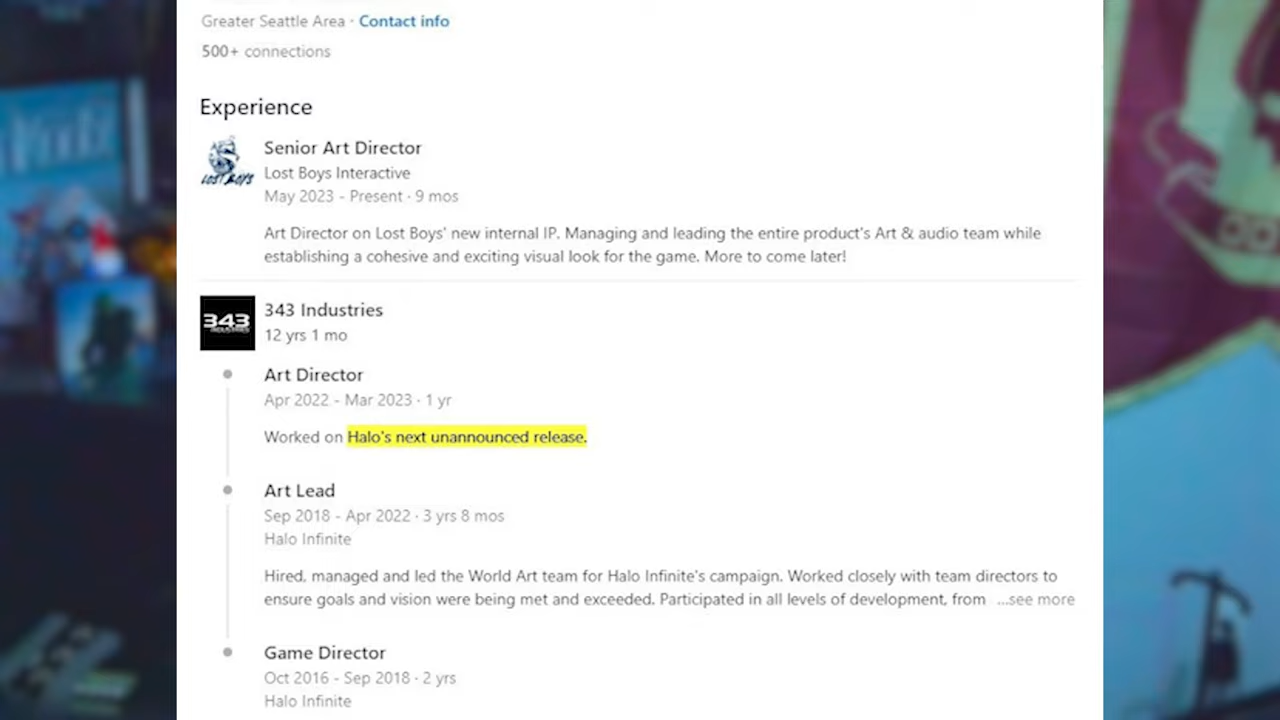 Greater Seattle Area · Contact info
500+ connections
Experience
Senior Art Director
LOST BOYS
Lost Boys Interactive
May 2023 - Present · 9 mos
Art Director on Lost Boys' new internal IP. Managing and leading the entire product's Art & audio team while
establishing a cohesive and exciting visual look for the game. More to come later!
343 INDUSTRIES
343 Industries
12 yrs 1 mo
Art Director
Apr 2022 - Mar 2023 · 1 yr
Worked on Halo's next unannounced release.
Art Lead
Sep 2018 - Apr 2022 · 3 yrs 8 mos
Halo Infinite
Hired, managed and led the World Art team for Halo Infinite's campaign. Worked closely with team directors to
ensure goals and vision were being met and exceeded. Participated in all levels of development, from ...see more
Game Director
Oct 2016 - Sep 2018 · 2 yrs
Halo Infinite